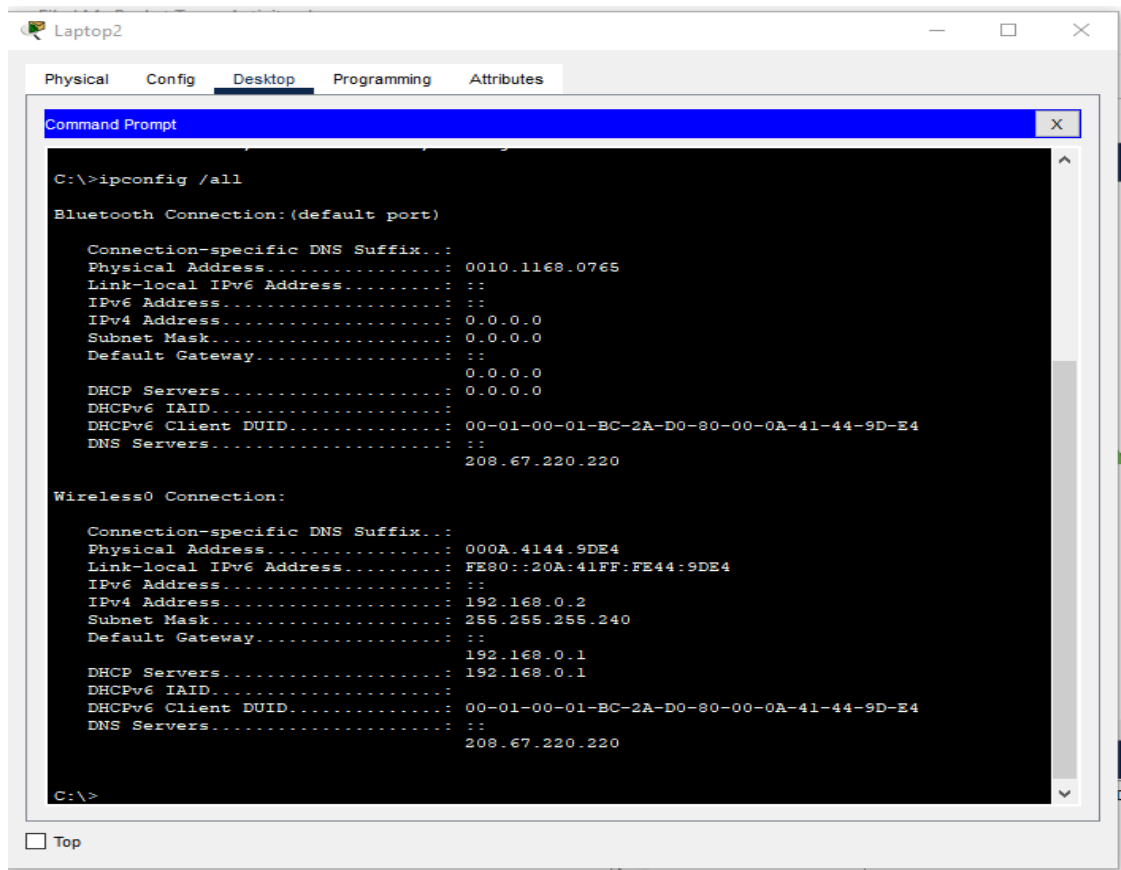 Laptop2
Physical Config Desktop Programming Attributes
Command Prompt X
C:\>ipconfig /all
Bluetooth Connection:(default port)
Connection-specific DNS Suffix..:
Physical Address................: 0010.1168.0765
Link-local IPv6 Address.........: ::
IPv6 Address....................: ::
IPv4 Address....................: 0.0.0.0
Subnet Mask.....................: 0.0.0.0
Default Gateway.................: ::
0.0.0.0
DHCP Servers....................: 0.0.0.0
DHCPv6 IAID.....................:
DHCPv6 Client DUID..............: 00-01-00-01-BC-2A-D0-80-00-0A-41-44-9D-E4
DNS Servers.....................: ::
208.67.220.220
Wireless0 Connection:
Connection-specific DNS Suffix..:
Physical Address................: 000A.4144.9DE4
Link-local IPv6 Address.........: FE80::20A:41FF:FE44:9DE4
IPv6 Address....................: ::
IPv4 Address....................: 192.168.0.2
Subnet Mask.....................: 255.255.255.240
Default Gateway.................: ::
192.168.0.1
DHCP Servers....................: 192.168.0.1
DHCPv6 IAID.....................:
DHCPv6 Client DUID..............: 00-01-00-01-BC-2A-D0-80-00-0A-41-44-9D-E4
DNS Servers.....................: ::
208.67.220.220
C:\>
Top